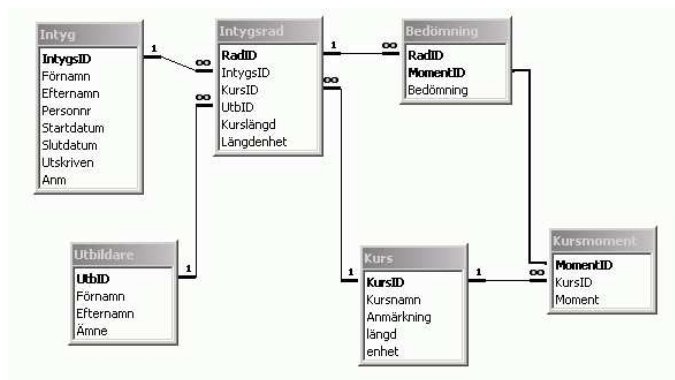 Intyg
IntygsID
Förnamn
Efternamn
Personnr
Startdatum
Slutdatum
Utskriven
Anm
1
∞
∞
Intygsrad
RadID
IntygsID
KursID
UtbID
Kurslängd
Längdenhet
1
∞
∞
Bedömning
RadID
MomentID
Bedömning
Utbildare
UtbID
Förnamn
Efternamn
Ämne
1
1
Kurs
KursID
Kursnamn
Anmärkning
längd
enhet
1
∞
Kursmoment
MomentID
KursID
Moment